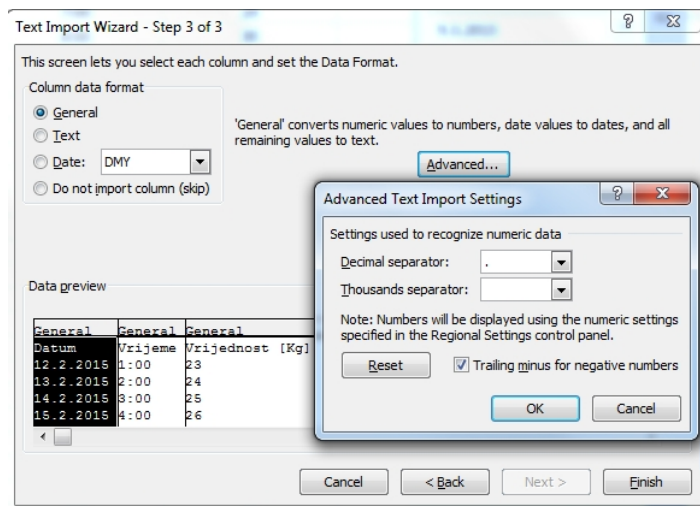 Text Import Wizard - Step 3 of 3
This screen lets you select each column and set the Data Format.
Column data format
General
Text
Date: DMY
Do not import column (skip)
'General' converts numeric values to numbers, date values to dates, and all
remaining values to text.
Advanced...
Advanced Text Import Settings
Settings used to recognize numeric data
Decimal separator: .
Thousands separator:
Note: Numbers will be displayed using the numeric settings
specified in the Regional Settings control panel.
Reset
Trailing minus for negative numbers
OK
Cancel
Data preview
General General General
Datum Vrijeme Vrijednost [Kg]
12.2.2015 1:00 23
13.2.2015 2:00 24
14.2.2015 3:00 25
15.2.2015 4:00 26
Cancel
< Back
Next >
Finish